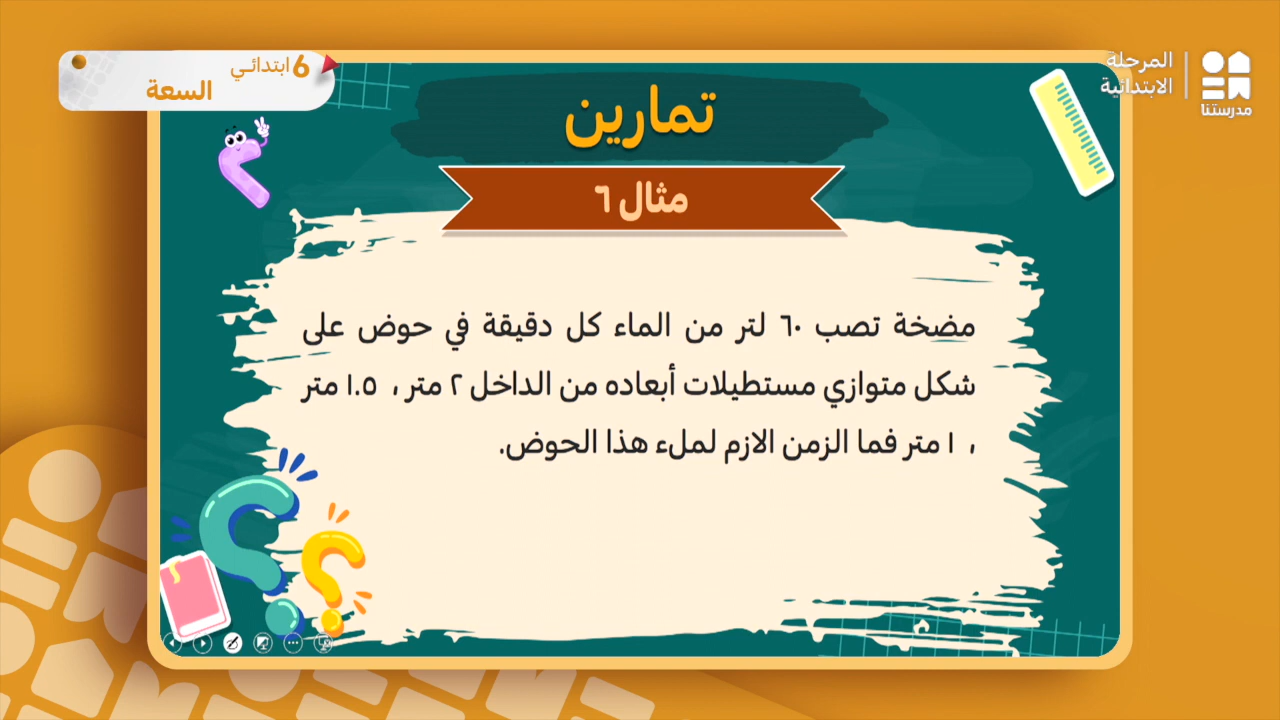 المرحلة
الابتدائية
مدرستنا
6 ابتدائي
السعة
تمارين
مثال ٦
مضخة تصب ٦٠ لتر من الماء كل دقيقة في حوض على
شكل متوازي مستطيلات أبعاده من الداخل ٢ متر ، ١.٥ متر
، ١ متر فما الزمن الازم لملء هذا الحوض.